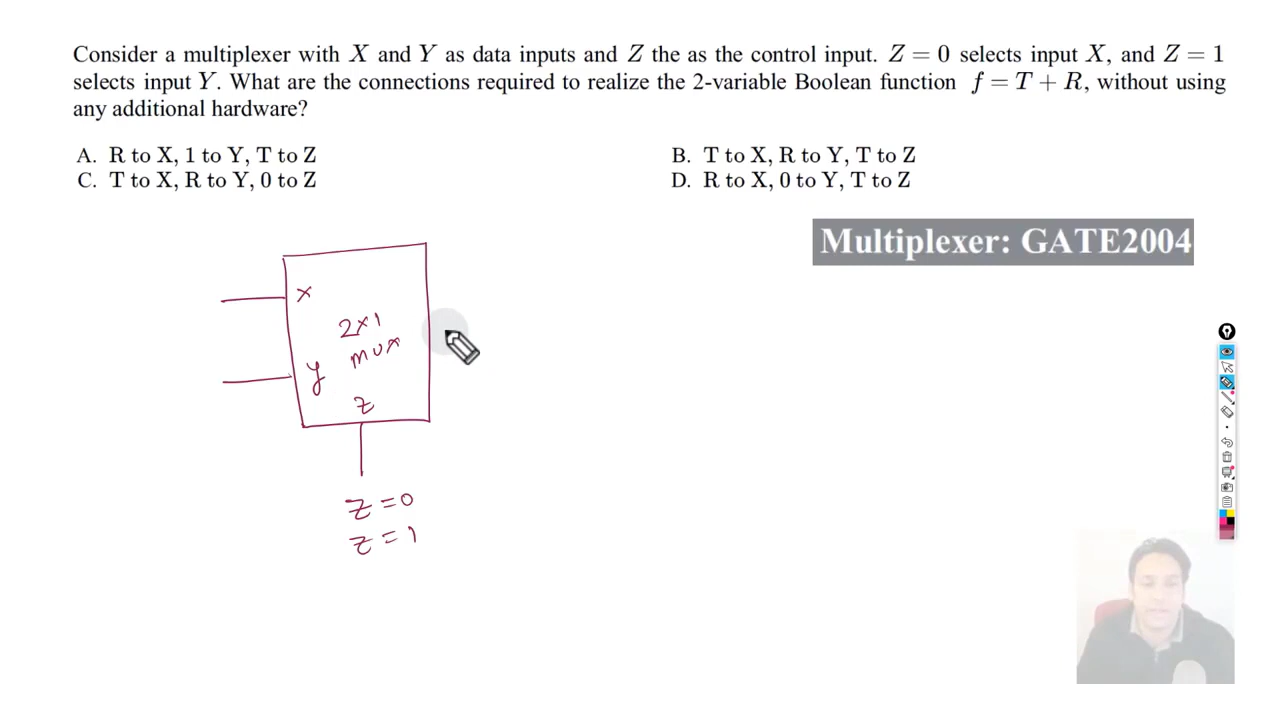 Consider a multiplexer with X and Y as data inputs and Z the as the control input. Z = 0 selects input X, and Z = 1
selects input Y. What are the connections required to realize the 2-variable Boolean function f = T + R, without using
any additional hardware?
A. R to X, 1 to Y, T to Z
B. T to X, R to Y, T to Z
C. T to X, R to Y, 0 to Z
D. R to X, 0 to Y, T to Z
Multiplexer: GATE2004
X
2x1
mux
y
Z
Z = 0
Z = 1